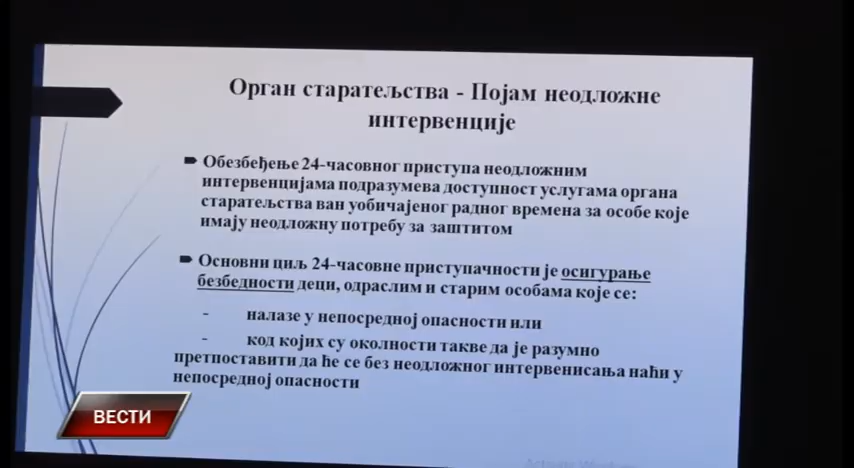 Орган старатељства - Појам неодложне
интервенције
Обезбеђење 24-часовног приступа неодложним
интервенцијама подразумева доступност услугама органа
старатељства ван уобичајеног радног времена за особе које
имају неодложну потребу за заштитом
Основни циљ 24-часовне приступачности је осигурање
безбедности деци, одраслим и старим особама које се:
- налазе у непосредној опасности или
- код којих су околности такве да је разумно
претпоставити да ће се без неодложног интервенисања наћи у
непосредној опасности
ВЕСТИ